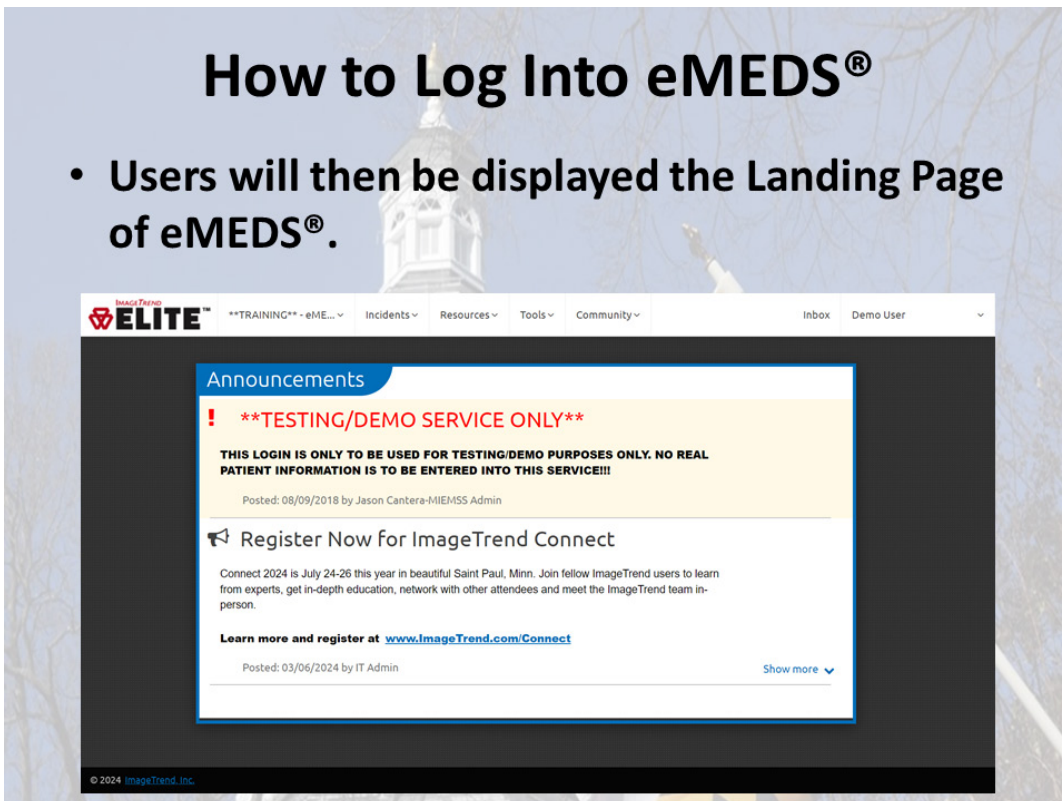 How to Log Into eMEDS®
• Users will then be displayed the Landing Page
of eMEDS®.
IMAGETREND
ELITE™
**TRAINING** - eME... Incidents Resources Tools Community Inbox Demo User
Announcements
! **TESTING/DEMO SERVICE ONLY**
THIS LOGIN IS ONLY TO BE USED FOR TESTING/DEMO PURPOSES ONLY. NO REAL
PATIENT INFORMATION IS TO BE ENTERED INTO THIS SERVICE!!!
Posted: 08/09/2018 by Jason Cantera-MIEMSS Admin
Register Now for ImageTrend Connect
Connect 2024 is July 24-26 this year in beautiful Saint Paul, Minn. Join fellow ImageTrend users to learn
from experts, get in-depth education, network with other attendees and meet the ImageTrend team in-
person.
Learn more and register at www.ImageTrend.com/Connect
Posted: 03/06/2024 by IT Admin
Show more
© 2024 ImageTrend, Inc.